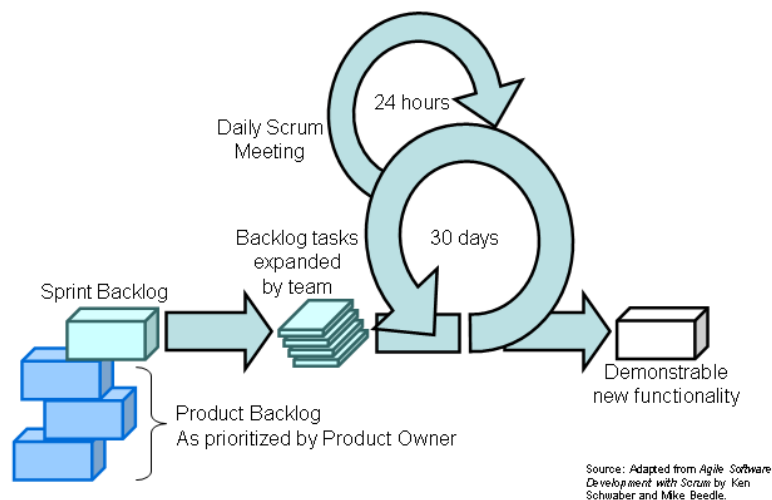 24 hours
Daily Scrum
Meeting
Backlog tasks
expanded
by team
30 days
Sprint Backlog
Demonstrable
new functionality
Product Backlog
As prioritized by Product Owner
Source: Adapted from Agile Software
Development with Scrum by Ken
Schwaber and Mike Beedle.